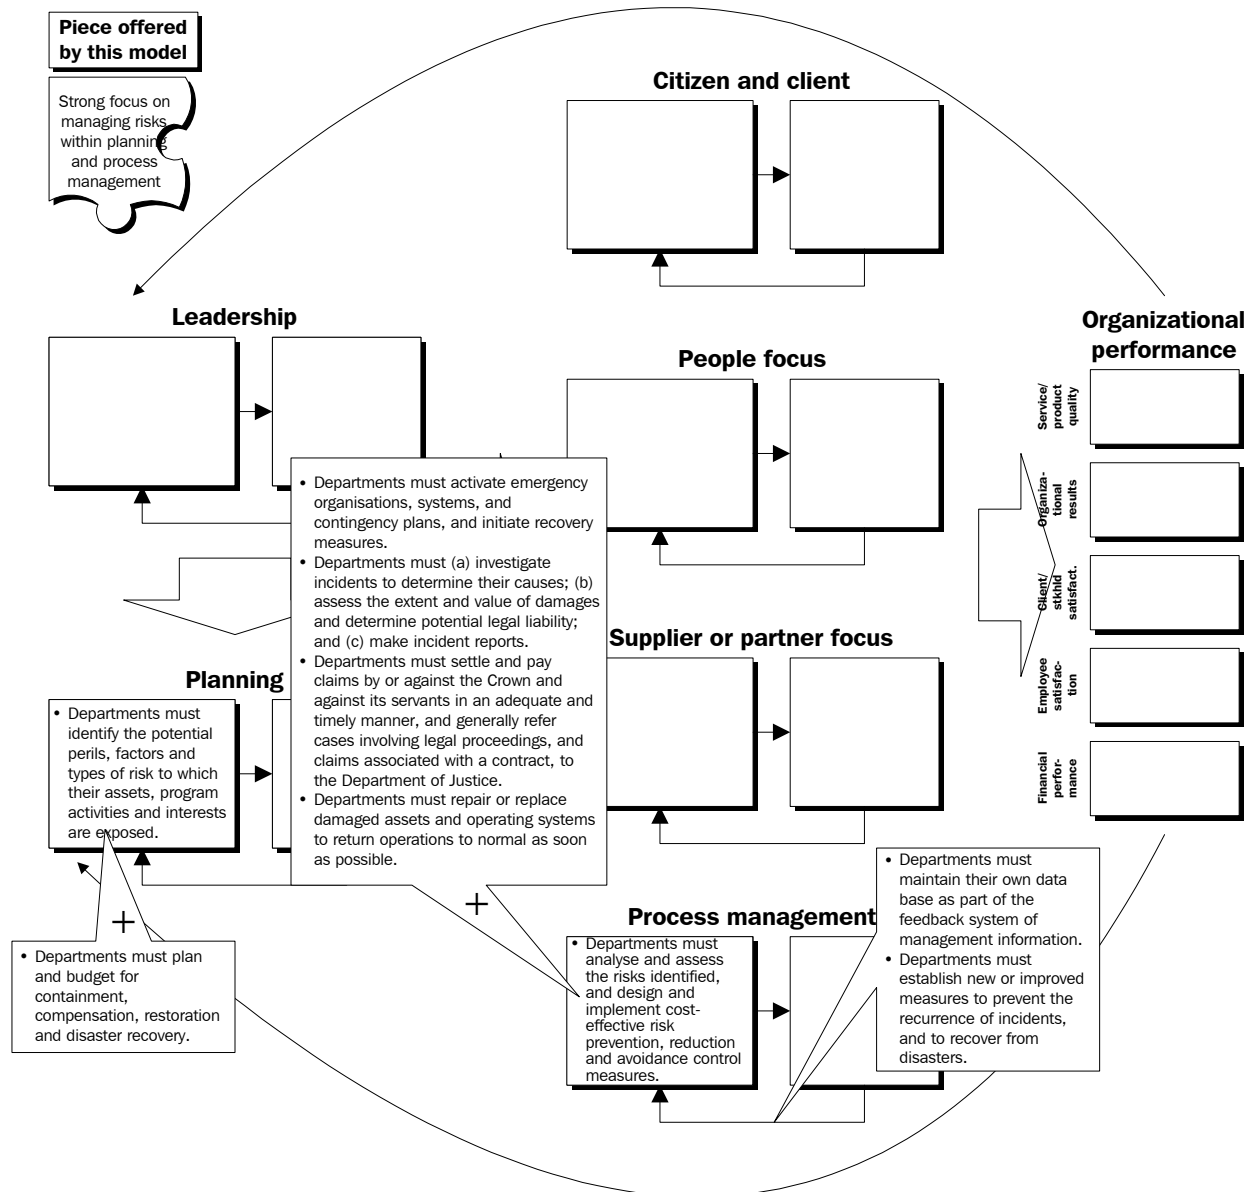 Piece offered
by this model
Strong focus on
managing risks
within planning
and process
management
Citizen and client
Leadership
People focus
Organizational
performance
Service/
product
quality
Organiza-
tional
results
Client/
stkhld
satisfact.
Employee
satisfac-
tion
Financial
perfor-
mance
• Departments must activate emergency
organisations, systems, and
contingency plans, and initiate recovery
measures.
• Departments must (a) investigate
incidents to determine their causes; (b)
assess the extent and value of damages
and determine potential legal liability;
and (c) make incident reports.
• Departments must settle and pay
claims by or against the Crown and
against its servants in an adequate and
timely manner, and generally refer
cases involving legal proceedings, and
claims associated with a contract, to
the Department of Justice.
• Departments must repair or replace
damaged assets and operating systems
to return operations to normal as soon
as possible.
Supplier or partner focus
Planning
• Departments must
identify the potential
perils, factors and
types of risk to which
their assets, program
activities and interests
are exposed.
+
• Departments must plan
and budget for
containment,
compensation, restoration
and disaster recovery.
+
Process management
• Departments must
analyse and assess
the risks identified,
and design and
implement cost-
effective risk
prevention, reduction
and avoidance control
measures.
• Departments must
maintain their own data
base as part of the
feedback system of
management information.
• Departments must
establish new or improved
measures to prevent the
recurrence of incidents,
and to recover from
disasters.